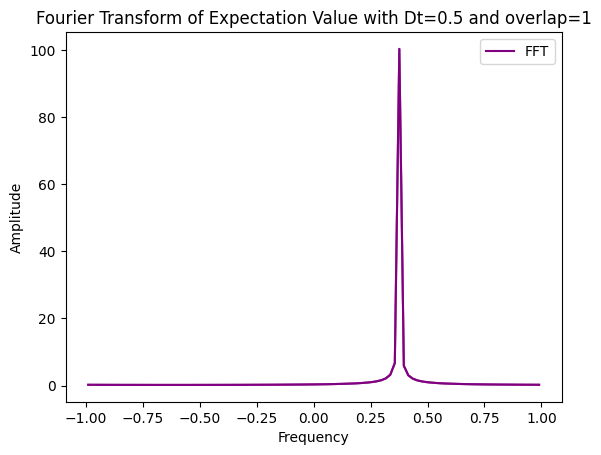 Fourier Transform of Expectation Value with Dt=0.5 and overlap=1
FFT
100
80
60
40
20
0
Amplitude
−1.00 −0.75 −0.50 −0.25 0.00 0.25 0.50 0.75 1.00
Frequency